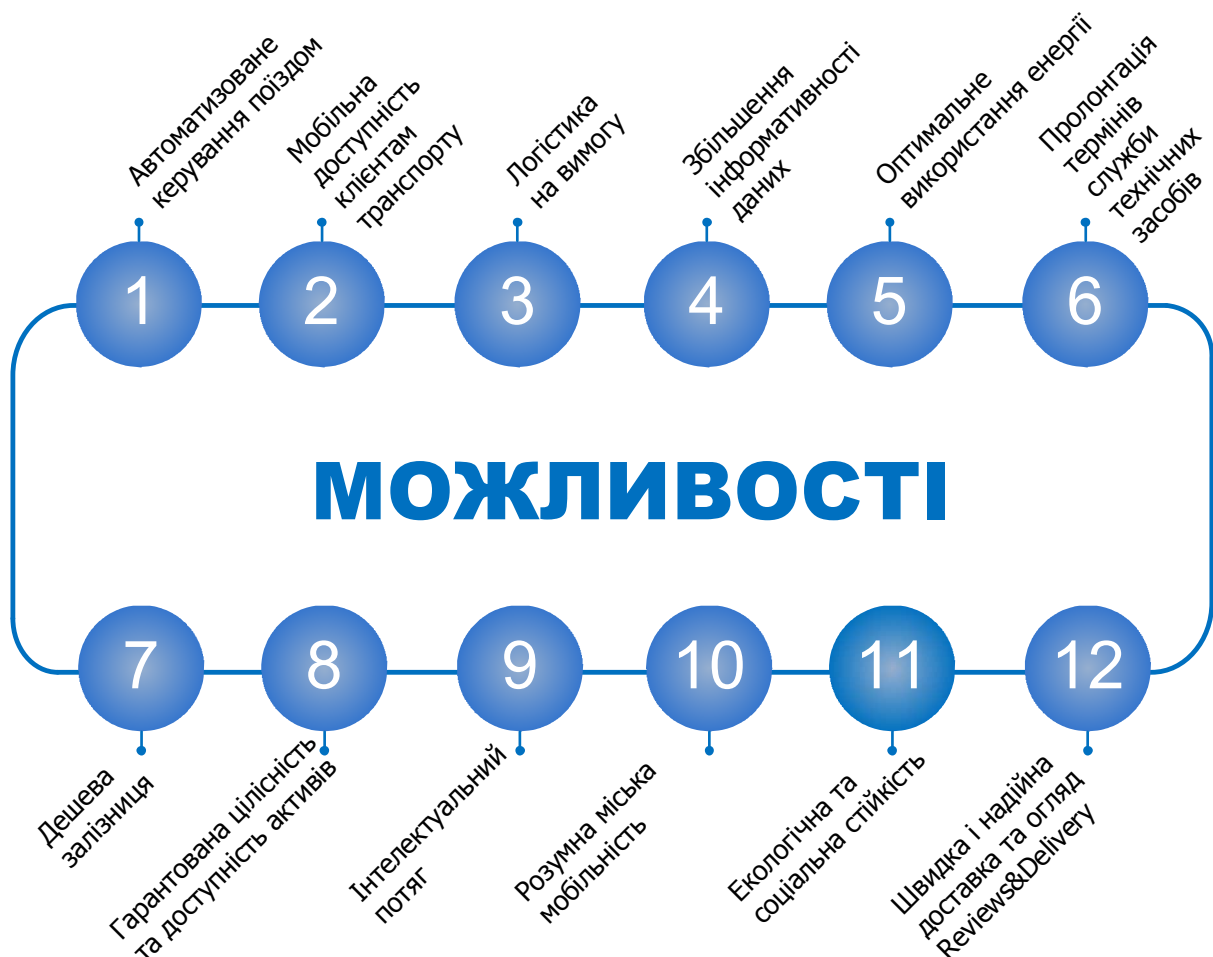 Автоматизоване
керування поїздом
Мобільна
доступність
клієнтам
транспорту
Логістика
на вимогу
Збільшення
інформативності
даних
Оптимальне
використання енергії
Пролонгація
термінів
служби
технічних
засобів
1
2
3
4
5
6
МОЖЛИВОСТІ
7
8
9
10
11
12
Дешева
залізниця
Гарантована цілісність
та доступність активів
Інтелектуальний
потяг
Розумна міська
мобільність
Екологічна та
соціальна стійкість
Швидка і надійна
доставка та огляд
Reviews&Delivery